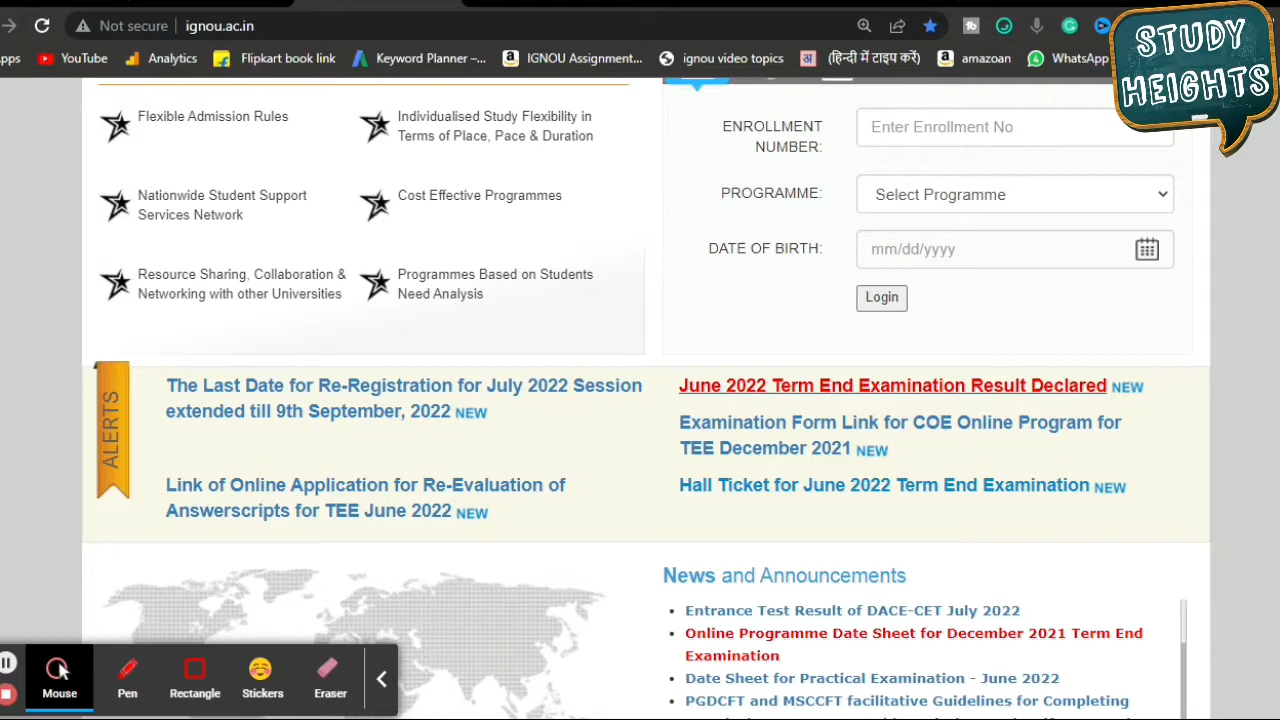 Not secure
ignou.ac.in
STUDY
HEIGHTS
YouTube
Analytics
Flipkart book link
Keyword Planner –...
IGNOU Assignment...
ignou video topics
(हिन्दी में टाइप करें)
amazoan
WhatsApp
Flexible Admission Rules
Individualised Study Flexibility in
Terms of Place, Pace & Duration
Nationwide Student Support
Services Network
Cost Effective Programmes
Resource Sharing, Collaboration &
Networking with other Universities
Programmes Based on Students
Need Analysis
ENROLLMENT
NUMBER:
Enter Enrollment No
PROGRAMME:
Select Programme
DATE OF BIRTH:
mm/dd/yyyy
Login
ALERTS
The Last Date for Re-Registration for July 2022 Session
extended till 9th September, 2022 NEW
Link of Online Application for Re-Evaluation of
Answerscripts for TEE June 2022 NEW
June 2022 Term End Examination Result Declared NEW
Examination Form Link for COE Online Program for
TEE December 2021 NEW
Hall Ticket for June 2022 Term End Examination NEW
News and Announcements
Entrance Test Result of DACE-CET July 2022
Online Programme Date Sheet for December 2021 Term End
Examination
Date Sheet for Practical Examination - June 2022
PGDCFT and MSCCFT facilitative Guidelines for Completing
Mouse
Pen
Rectangle
Stickers
Eraser